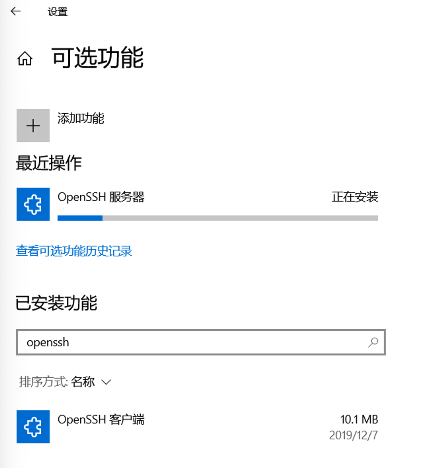 设置
可选功能
添加功能
最近操作
OpenSSH 服务器 正在安装
查看可选功能历史记录
已安装功能
openssh
排序方式: 名称
OpenSSH 客户端 10.1 MB
2019/12/7